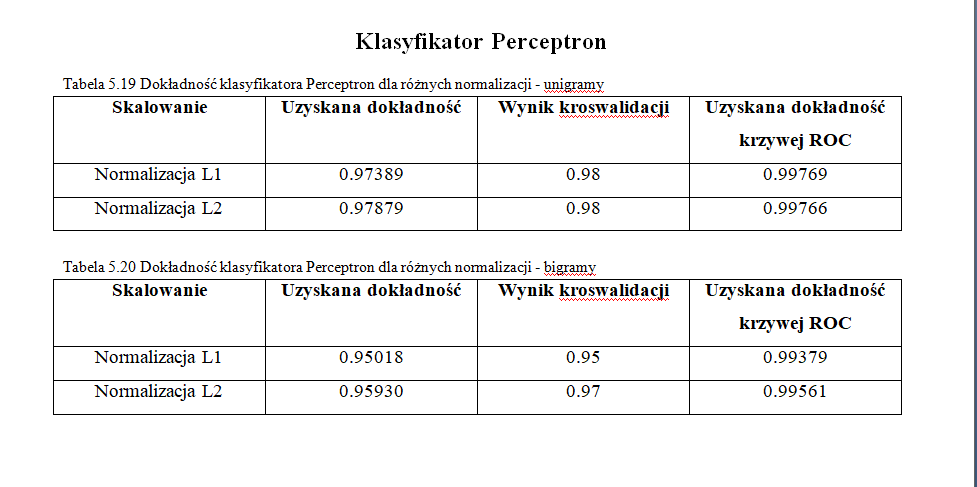 Klasyfikator Perceptron
Tabela 5.19 Dokładność klasyfikatora Perceptron dla różnych normalizacji - unigramy
Skalowanie Uzyskana dokładność Wynik kroswalidacji Uzyskana dokładność
krzywej ROC
Normalizacja L1 0.97389 0.98 0.99769
Normalizacja L2 0.97879 0.98 0.99766
Tabela 5.20 Dokładność klasyfikatora Perceptron dla różnych normalizacji - bigramy
Skalowanie Uzyskana dokładność Wynik kroswalidacji Uzyskana dokładność
krzywej ROC
Normalizacja L1 0.95018 0.95 0.99379
Normalizacja L2 0.95930 0.97 0.99561